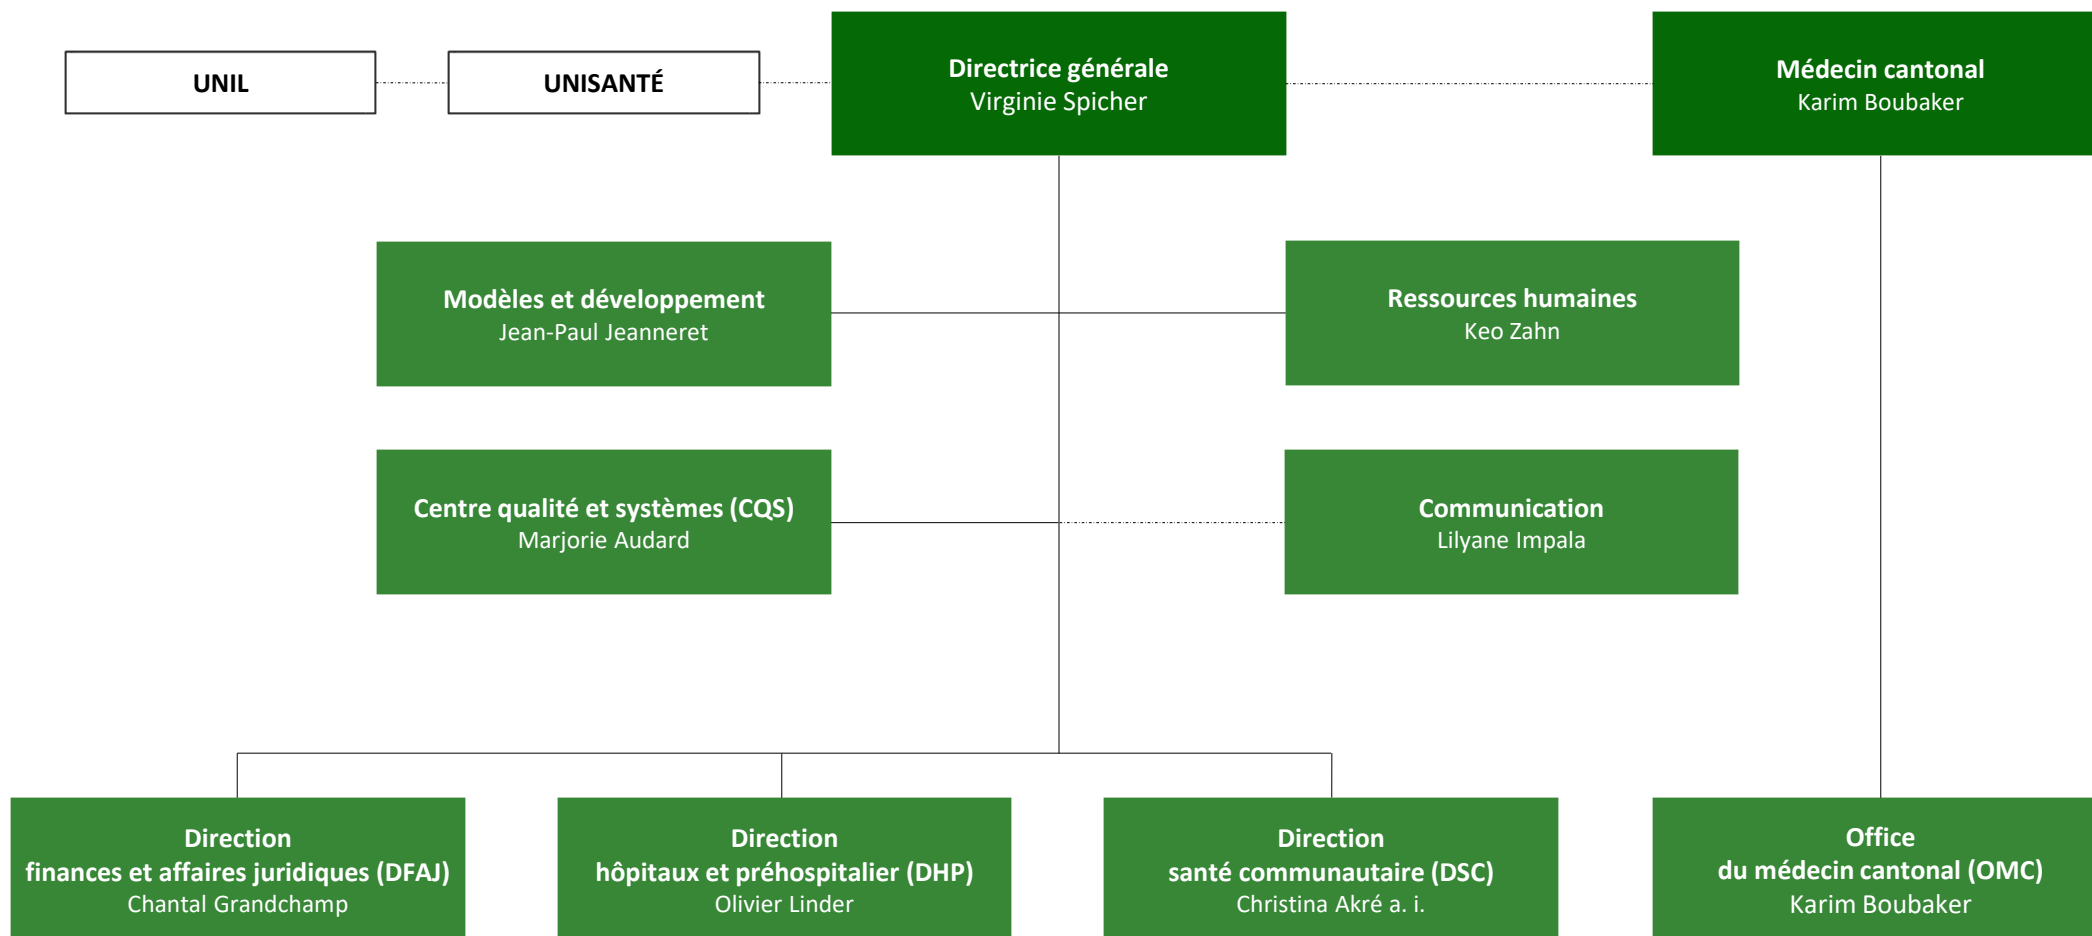 UNIL
UNISANTÉ
Directrice générale
Virginie Spicher
Médecin cantonal
Karim Boubaker
Modèles et développement
Jean-Paul Jeanneret
Ressources humaines
Keo Zahn
Centre qualité et systèmes (CQS)
Marjorie Audard
Communication
Lilyane Impala
Direction
finances et affaires juridiques (DFAJ)
Chantal Grandchamp
Direction
hôpitaux et préhospitalier (DHP)
Olivier Linder
Direction
santé communautaire (DSC)
Christina Akré a. i.
Office
du médecin cantonal (OMC)
Karim Boubaker